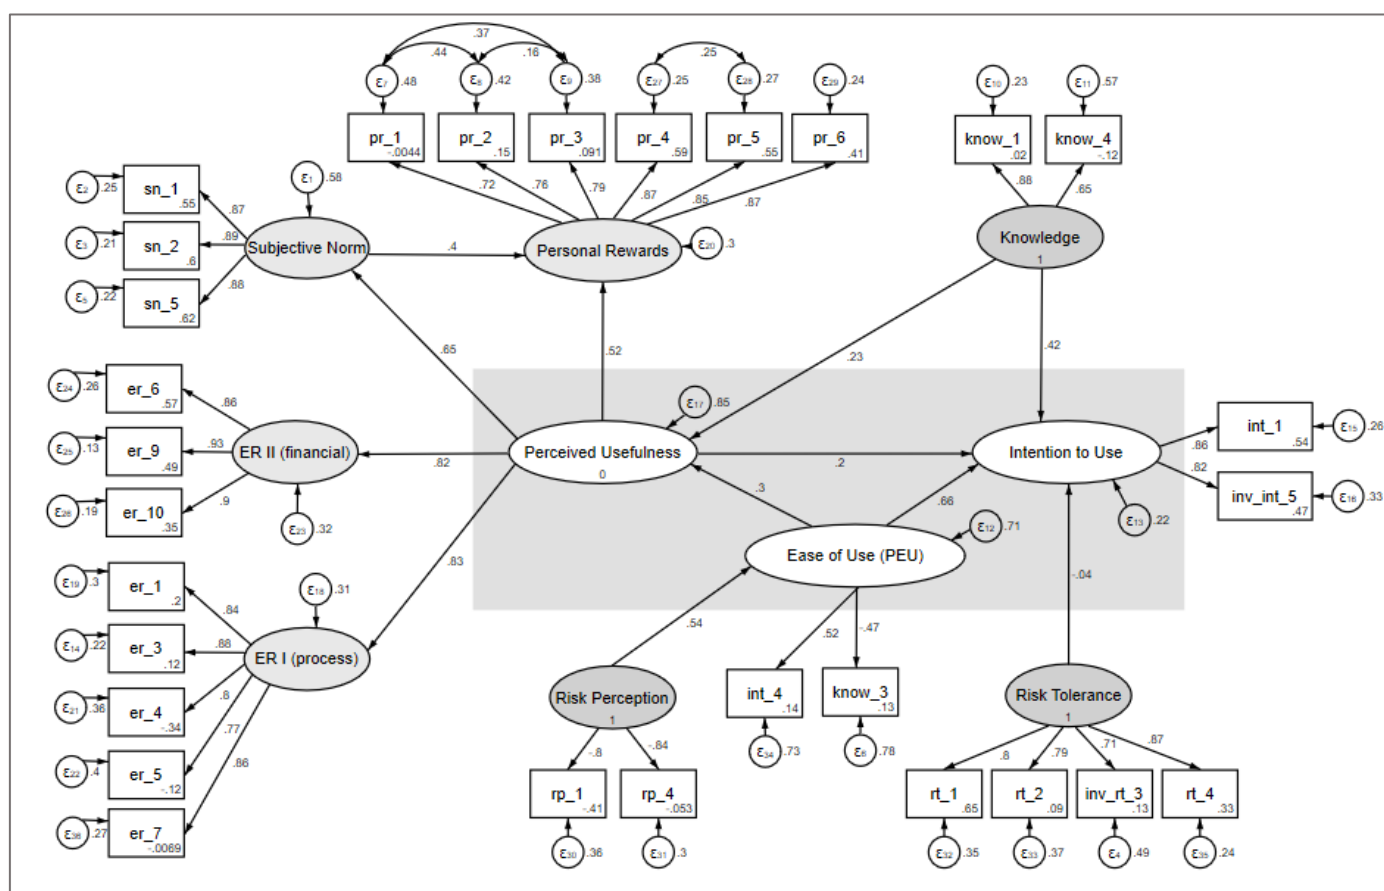 .37
.44
.16
.25
ε7 .48
ε8 .42
ε9 .38
ε27 .25
ε28 .27
ε29 .24
ε10 .23
ε11 .57
pr_1
-.0044
pr_2
.15
pr_3
.091
pr_4
.59
pr_5
.55
pr_6
.41
know_1
.02
know_4
-.12
.72
.76
.79
.87
.85
.87
.88
.65
ε2 .25
sn_1
.55
ε3 .21
sn_2
.6
ε5 .22
sn_5
.62
.87
.89
.88
ε1 .58
Subjective Norm
.4
Personal Rewards
ε20 .3
Knowledge
1
.65
.52
.23
.42
ε24 .26
er_6
.57
ε25 .13
er_9
.49
ε26 .19
er_10
.35
.86
.93
.9
ER II (financial)
ε23 .32
.82
ε17 .85
Perceived Usefulness
0
.2
Intention to Use
ε13 .22
.86
.82
int_1
.54
ε15 .26
inv_int_5
.47
ε16 .33
.3
.66
ε12 .71
Ease of Use (PEU)
.83
-.04
ε19 .3
er_1
.2
ε14 .22
er_3
.12
ε21 .36
er_4
-.34
ε22 .4
er_5
-.12
ε36 .27
er_7
-.0069
.84
.88
.8
.77
.86
ε18 .31
ER I (process)
.54
.52
-.47
Risk Perception
1
int_4
.14
know_3
.13
ε34 .73
ε6 .78
Risk Tolerance
1
-.8
-.84
rp_1
-.41
rp_4
-.053
ε30 .36
ε31 .3
.8
.79
.71
.87
rt_1
.65
rt_2
.09
inv_rt_3
.13
rt_4
.33
ε32 .35
ε33 .37
ε4 .49
ε35 .24